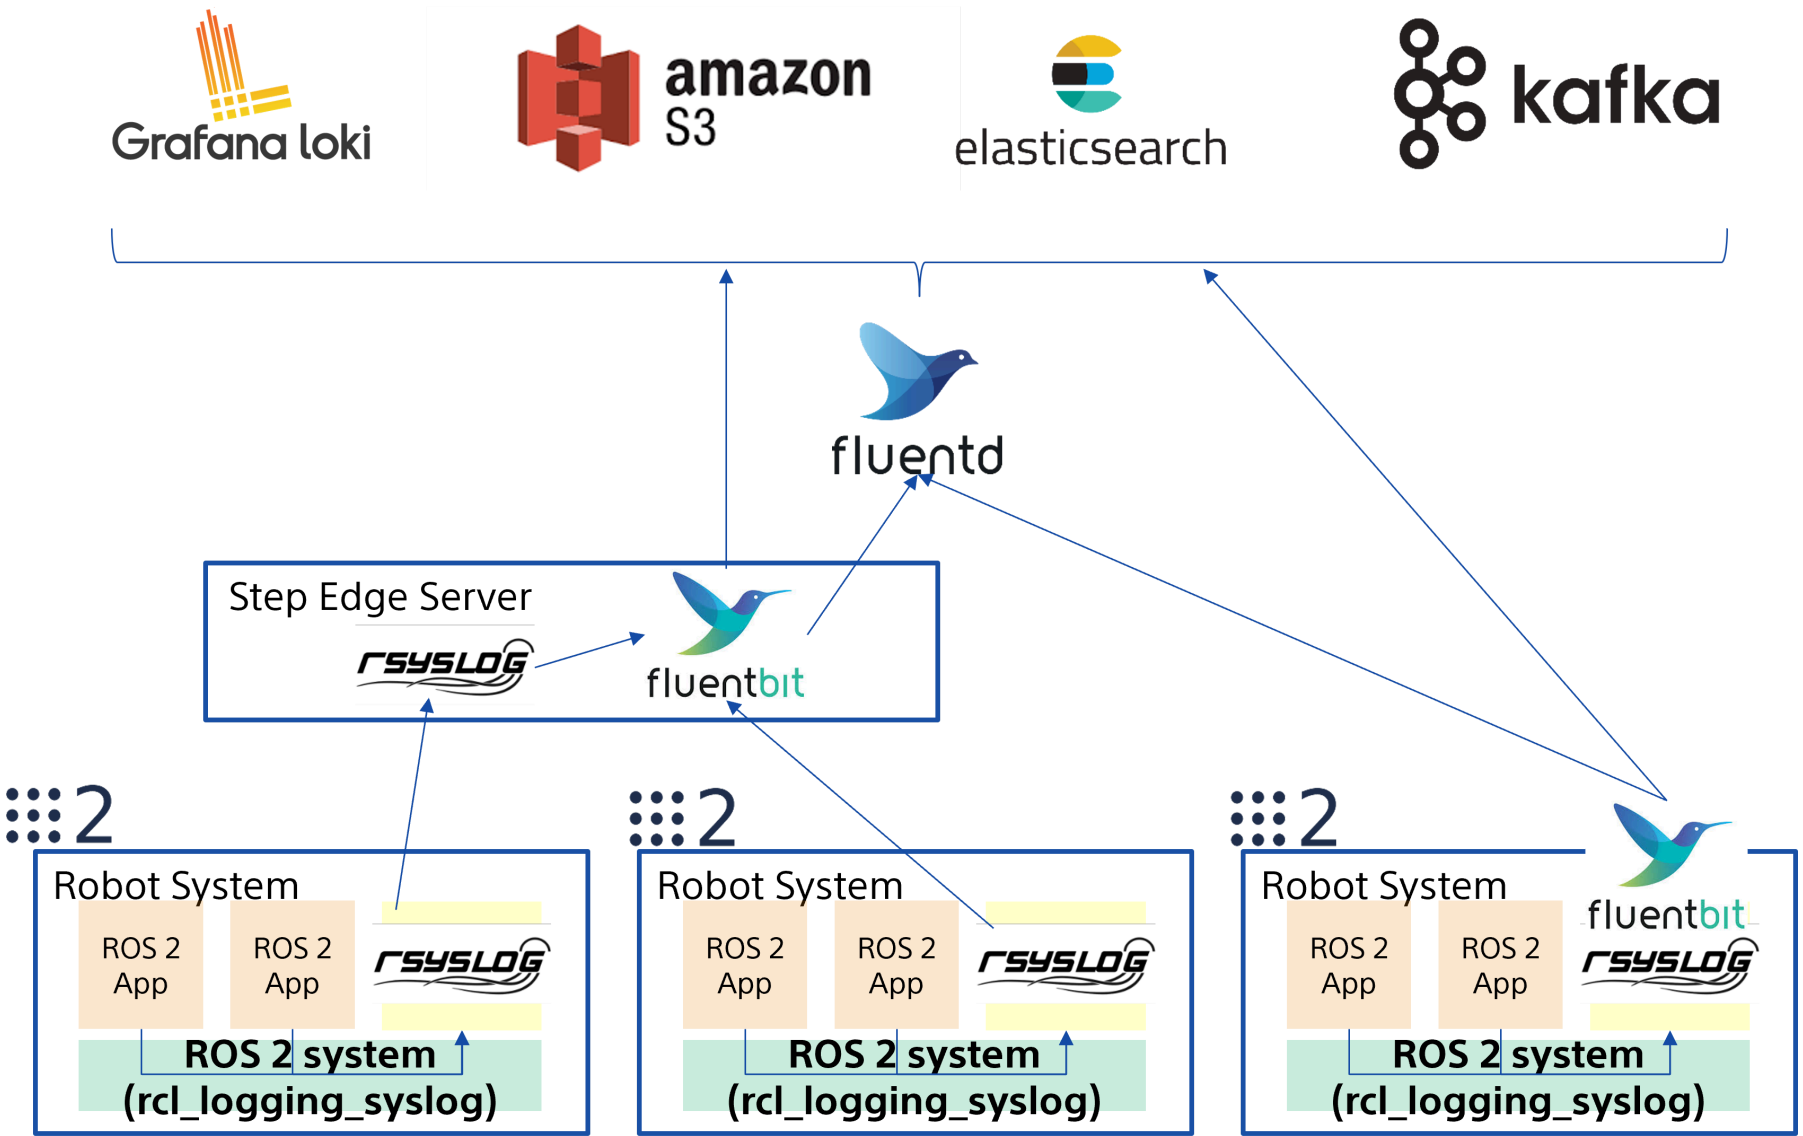 Grafana loki
amazon
S3
elasticsearch
kafka
fluentd
Step Edge Server
RSYSLOG
fluentbit
2
2
2
Robot System
ROS 2
App
ROS 2
App
RSYSLOG
ROS 2 system
(rcl_logging_syslog)
Robot System
ROS 2
App
ROS 2
App
RSYSLOG
ROS 2 system
(rcl_logging_syslog)
Robot System
fluentbit
ROS 2
App
ROS 2
App
RSYSLOG
ROS 2 system
(rcl_logging_syslog)